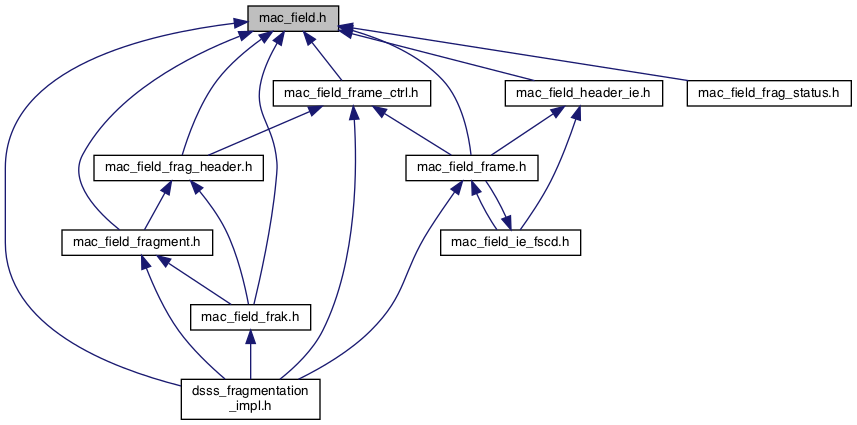 mac_field.h
mac_field_frame_ctrl.h
mac_field_header_ie.h
mac_field_frag_status.h
mac_field_frag_header.h
mac_field_frame.h
mac_field_fragment.h
mac_field_ie_fscd.h
mac_field_frak.h
dsss_fragmentation
_impl.h